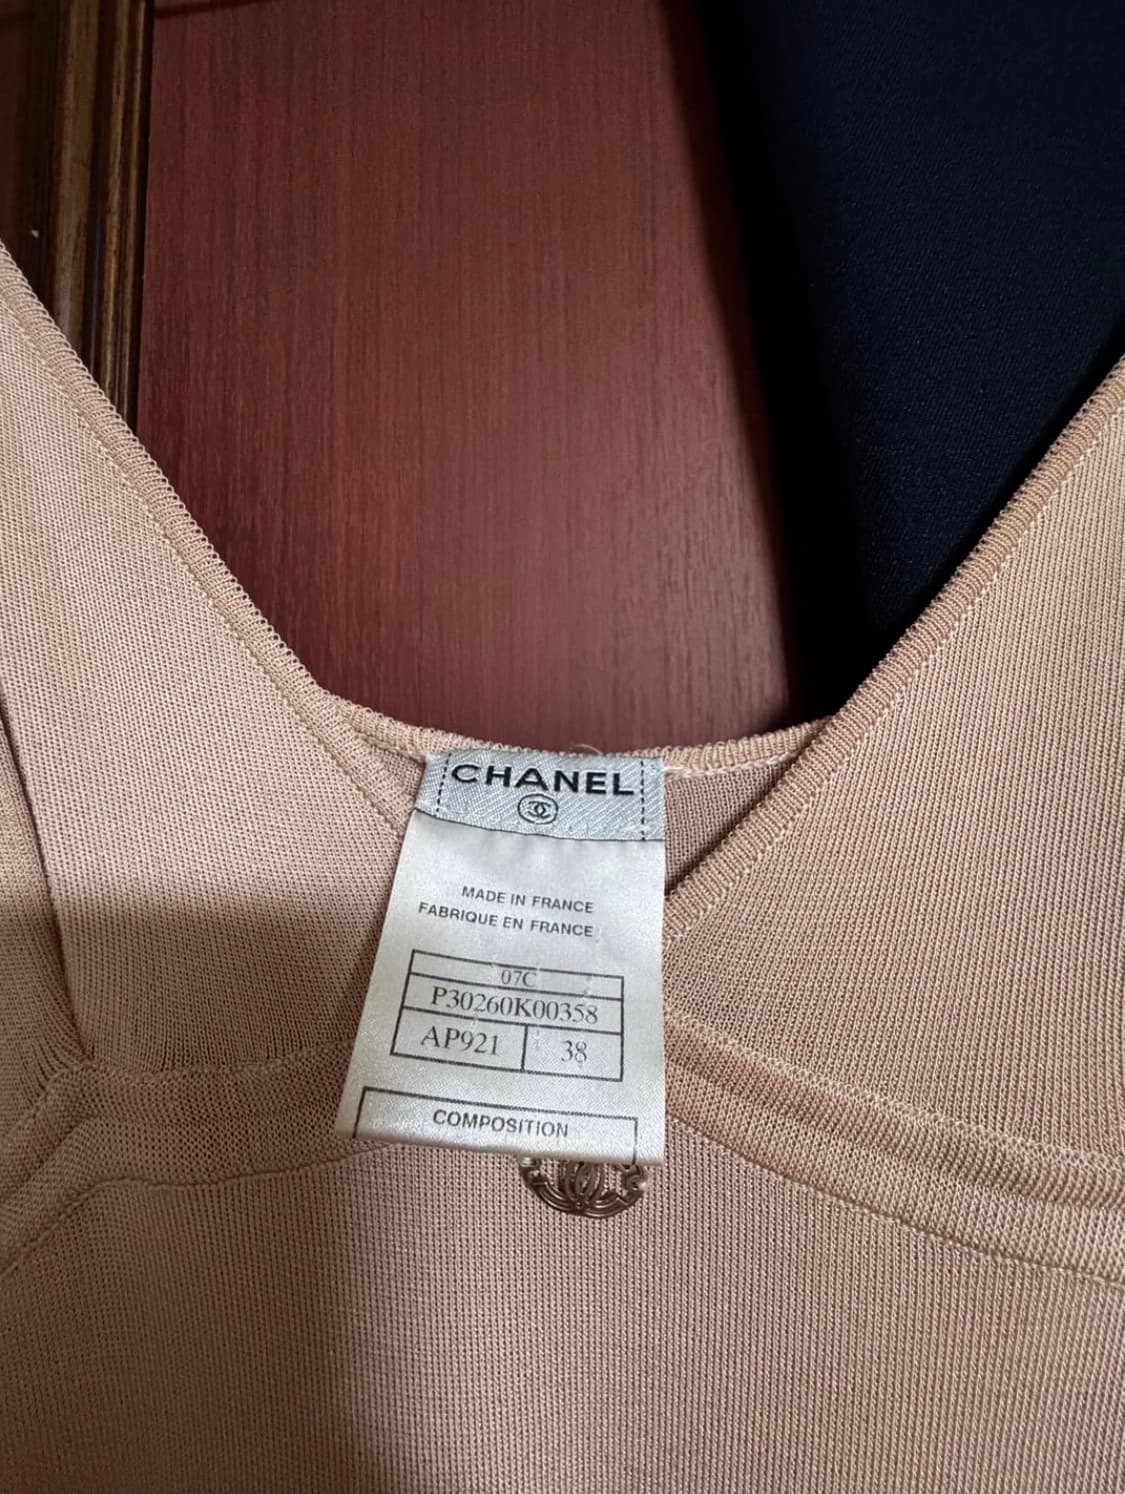 CHANEL
MADE IN FRANCE
FABRIQUE EN FRANCE
07C
P30260K00358
AP921 38
COMPOSITION